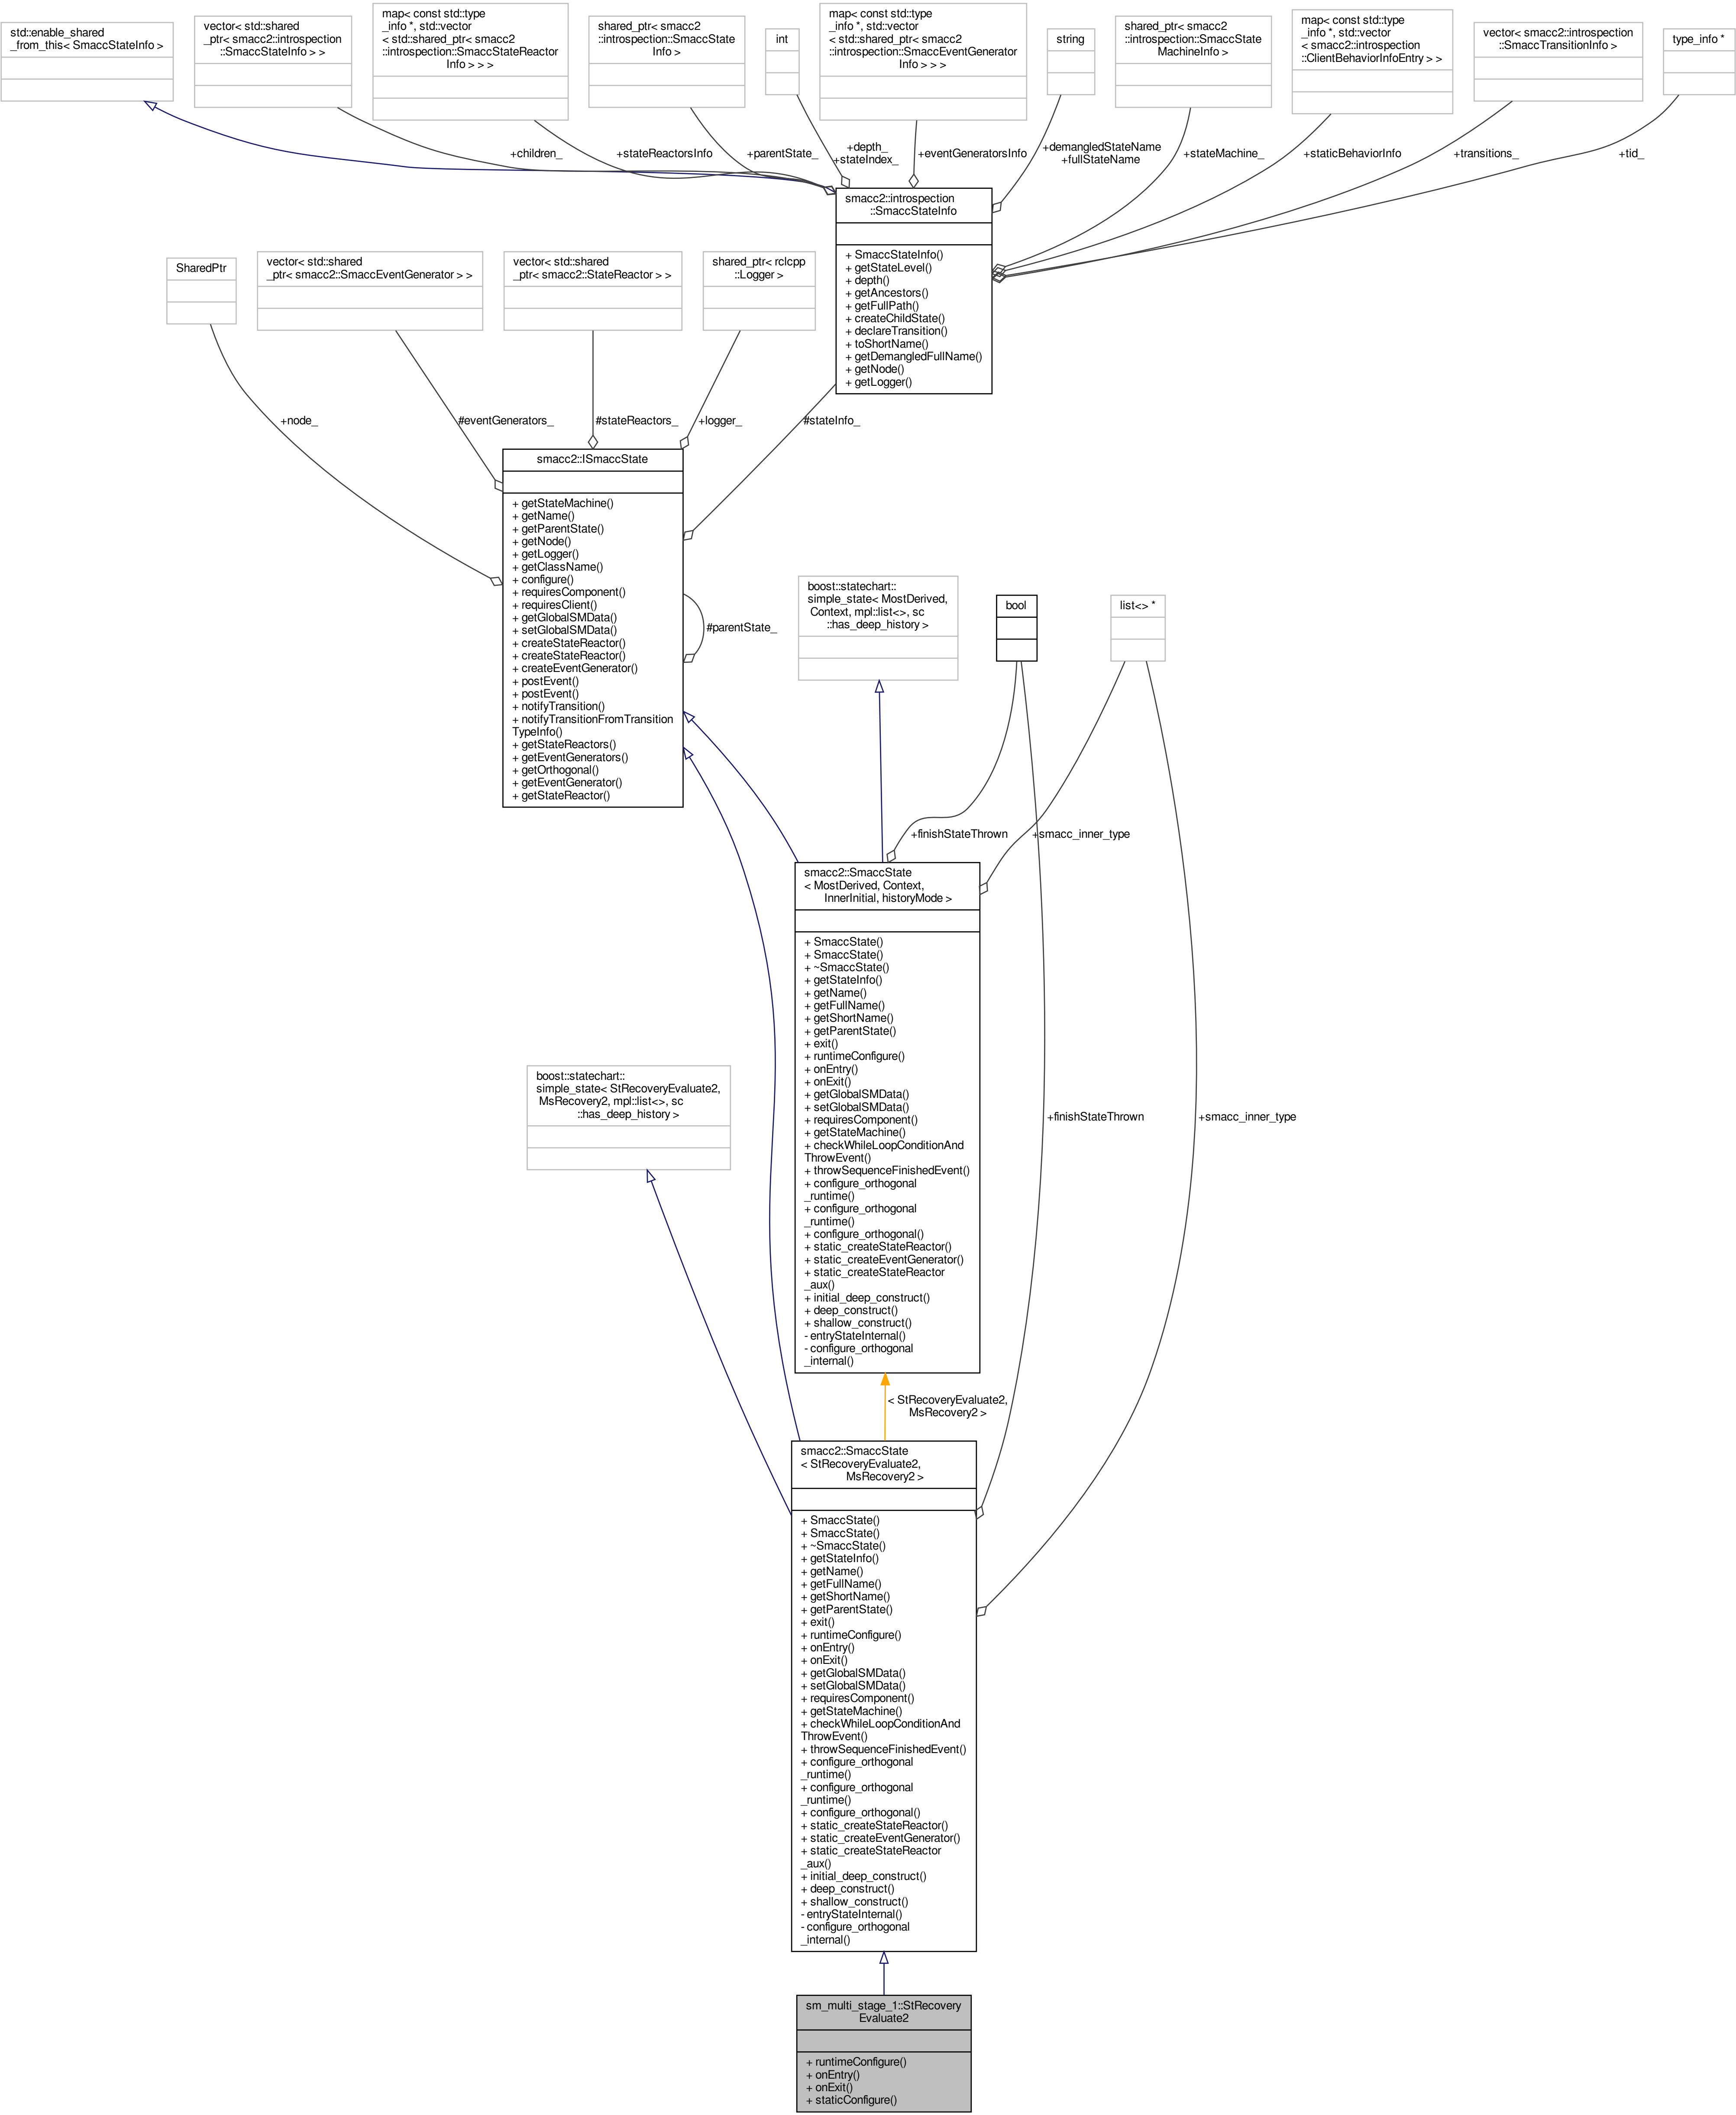 std::enable_shared
_from_this< SmaccStateInfo >
vector< std::shared
_ptr< smacc2::introspection
::SmaccStateInfo > >
map< const std::type
_info *, std::vector
< std::shared_ptr< smacc2
::introspection::SmaccStateReactor
Info > > >
shared_ptr< smacc2
::introspection::SmaccState
Info >
int
map< const std::type
_info *, std::vector
< std::shared_ptr< smacc2
::introspection::SmaccEventGenerator
Info > > >
string
shared_ptr< smacc2
::introspection::SmaccState
MachineInfo >
map< const std::type
_info *, std::vector
< smacc2::introspection
::ClientBehaviorInfoEntry > >
vector< smacc2::introspection
::SmaccTransitionInfo >
type_info *
+children_
+stateReactorsInfo
+parentState_
+depth_
+stateIndex_
+eventGeneratorsInfo
+demangledStateName
+fullStateName
+stateMachine_
+staticBehaviorInfo
+transitions_
+tid_
smacc2::introspection
::SmaccStateInfo
+ SmaccStateInfo()
+ getStateLevel()
+ depth()
+ getAncestors()
+ getFullPath()
+ createChildState()
+ declareTransition()
+ toShortName()
+ getDemangledFullName()
+ getNode()
+ getLogger()
SharedPtr
vector< std::shared
_ptr< smacc2::SmaccEventGenerator > >
vector< std::shared
_ptr< smacc2::StateReactor > >
shared_ptr< rclcpp
::Logger >
+node_
#eventGenerators_
#stateReactors_
+logger_
#stateInfo_
smacc2::ISmaccState
+ getStateMachine()
+ getName()
+ getParentState()
+ getNode()
+ getLogger()
+ getClassName()
+ configure()
+ requiresComponent()
+ requiresClient()
+ getGlobalSMData()
+ setGlobalSMData()
+ createStateReactor()
+ createStateReactor()
+ createEventGenerator()
+ postEvent()
+ postEvent()
+ notifyTransition()
+ notifyTransitionFromTransition
TypeInfo()
+ getStateReactors()
+ getEventGenerators()
+ getOrthogonal()
+ getEventGenerator()
+ getStateReactor()
#parentState_
boost::statechart::
simple_state< MostDerived,
Context, mpl::list<>, sc
::has_deep_history >
bool
list<> *
+finishStateThrown
+smacc_inner_type
smacc2::SmaccState
< MostDerived, Context,
InnerInitial, historyMode >
+ SmaccState()
+ SmaccState()
+ ~SmaccState()
+ getStateInfo()
+ getName()
+ getFullName()
+ getShortName()
+ getParentState()
+ exit()
+ runtimeConfigure()
+ onEntry()
+ onExit()
+ getGlobalSMData()
+ setGlobalSMData()
+ requiresComponent()
+ getStateMachine()
+ checkWhileLoopConditionAnd
ThrowEvent()
+ throwSequenceFinishedEvent()
+ configure_orthogonal
_runtime()
+ configure_orthogonal
_runtime()
+ configure_orthogonal()
+ static_createStateReactor()
+ static_createEventGenerator()
+ static_createStateReactor
_aux()
+ initial_deep_construct()
+ deep_construct()
+ shallow_construct()
- entryStateInternal()
- configure_orthogonal
_internal()
boost::statechart::
simple_state< StRecoveryEvaluate2,
MsRecovery2, mpl::list<>, sc
::has_deep_history >
+finishStateThrown
+smacc_inner_type
< StRecoveryEvaluate2,
MsRecovery2 >
smacc2::SmaccState
< StRecoveryEvaluate2,
MsRecovery2 >
+ SmaccState()
+ SmaccState()
+ ~SmaccState()
+ getStateInfo()
+ getName()
+ getFullName()
+ getShortName()
+ getParentState()
+ exit()
+ runtimeConfigure()
+ onEntry()
+ onExit()
+ getGlobalSMData()
+ setGlobalSMData()
+ requiresComponent()
+ getStateMachine()
+ checkWhileLoopConditionAnd
ThrowEvent()
+ throwSequenceFinishedEvent()
+ configure_orthogonal
_runtime()
+ configure_orthogonal
_runtime()
+ configure_orthogonal()
+ static_createStateReactor()
+ static_createEventGenerator()
+ static_createStateReactor
_aux()
+ initial_deep_construct()
+ deep_construct()
+ shallow_construct()
- entryStateInternal()
- configure_orthogonal
_internal()
sm_multi_stage_1::StRecovery
Evaluate2
+ runtimeConfigure()
+ onEntry()
+ onExit()
+ staticConfigure()